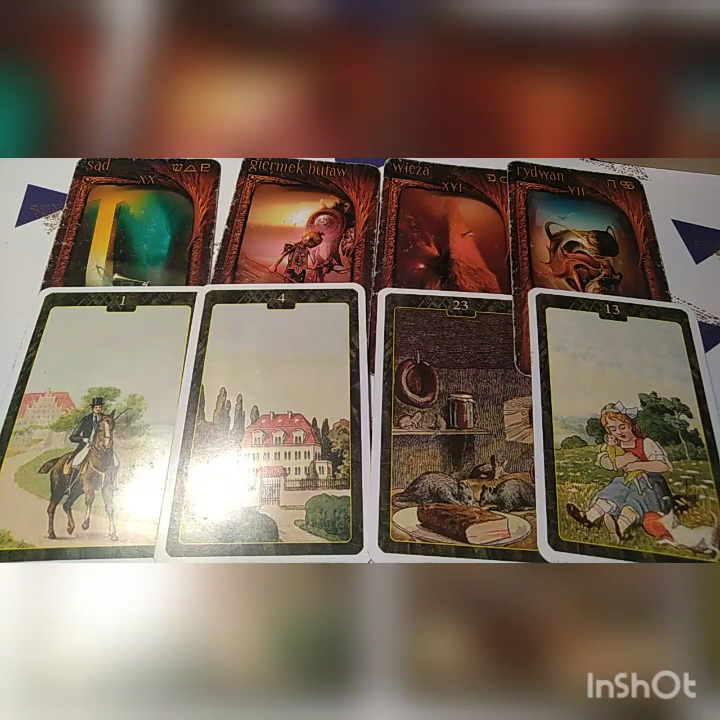 sąd
XX
giermek buław
wieża
XVI
rydwan
VII
1
4
23
13
InShOt